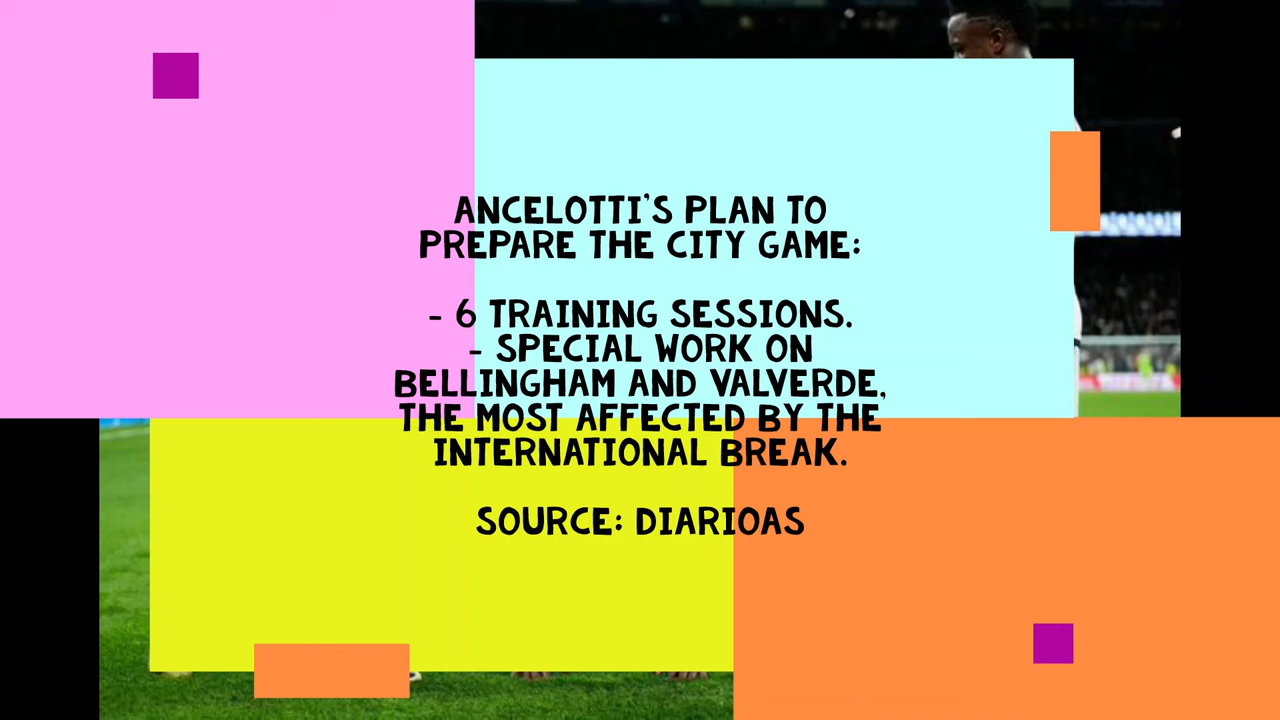 ANCELOTTI'S PLAN TO
PREPARE THE CITY GAME:
- 6 TRAINING SESSIONS.
- SPECIAL WORK ON
BELLINGHAM AND VALVERDE,
THE MOST AFFECTED BY THE
INTERNATIONAL BREAK.
SOURCE: DIARIOAS